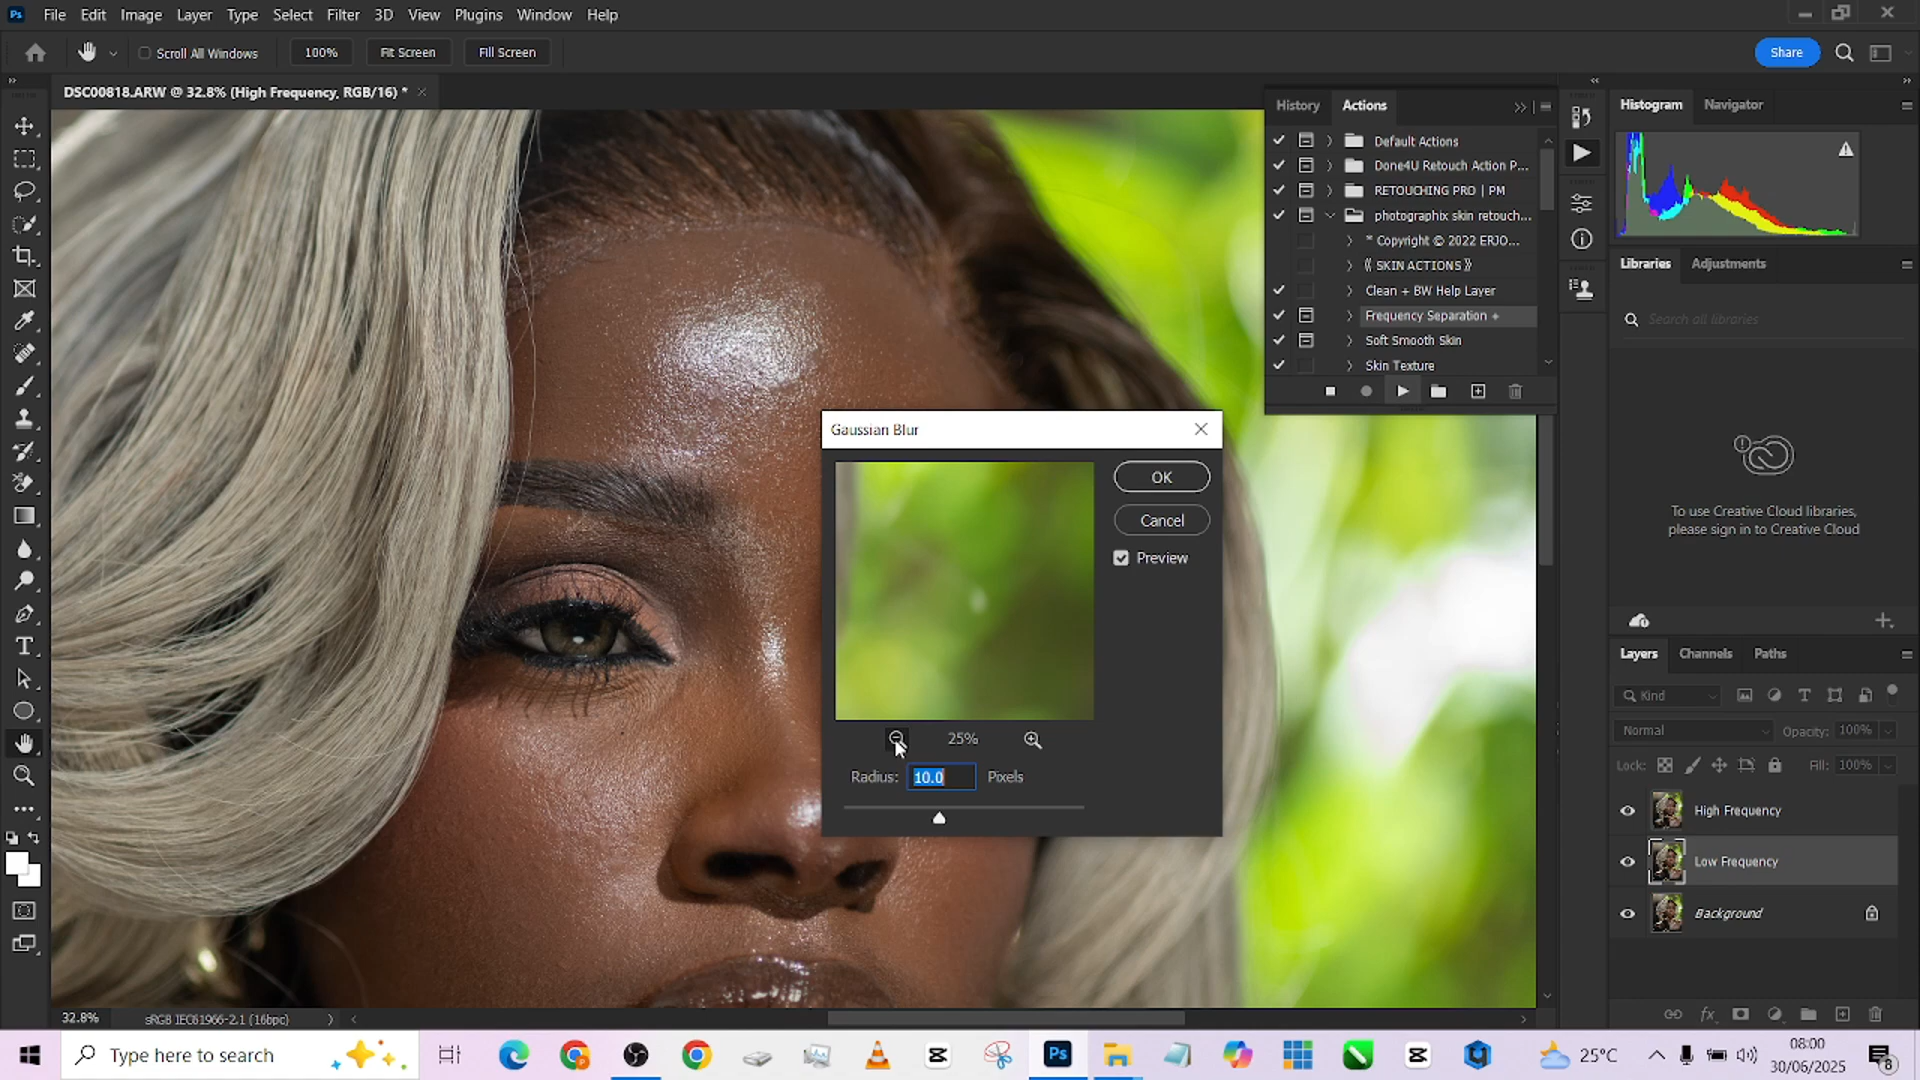 Ps File Edit Image Layer Type Select Filter 3D View Plugins Window Help
Scroll All Windows 100% Fit Screen Fill Screen Share
DSC00818.ARW @ 32.8% (High Frequency, RGB/16) *
History Actions
Default Actions
Done4U Retouch Action P...
RETOUCHING PRO | PM
photographix skin retouch...
* Copyright © 2022 ERJO...
⟪ SKIN ACTIONS ⟫
Clean + BW Help Layer
Frequency Separation +
Soft Smooth Skin
Skin Texture
Histogram Navigator
Libraries Adjustments
Search all libraries
To use Creative Cloud libraries,
please sign in to Creative Cloud
Gaussian Blur
OK
Cancel
Preview
25%
Radius: 10.0 Pixels
Layers Channels Paths
Kind
Normal Opacity: 100%
Lock: Fill: 100%
High Frequency
Low Frequency
Background
32.8% sRGB IEC61966-2.1 (16bpc)
Type here to search
Ps
25°C
08:00
30/06/2025
8